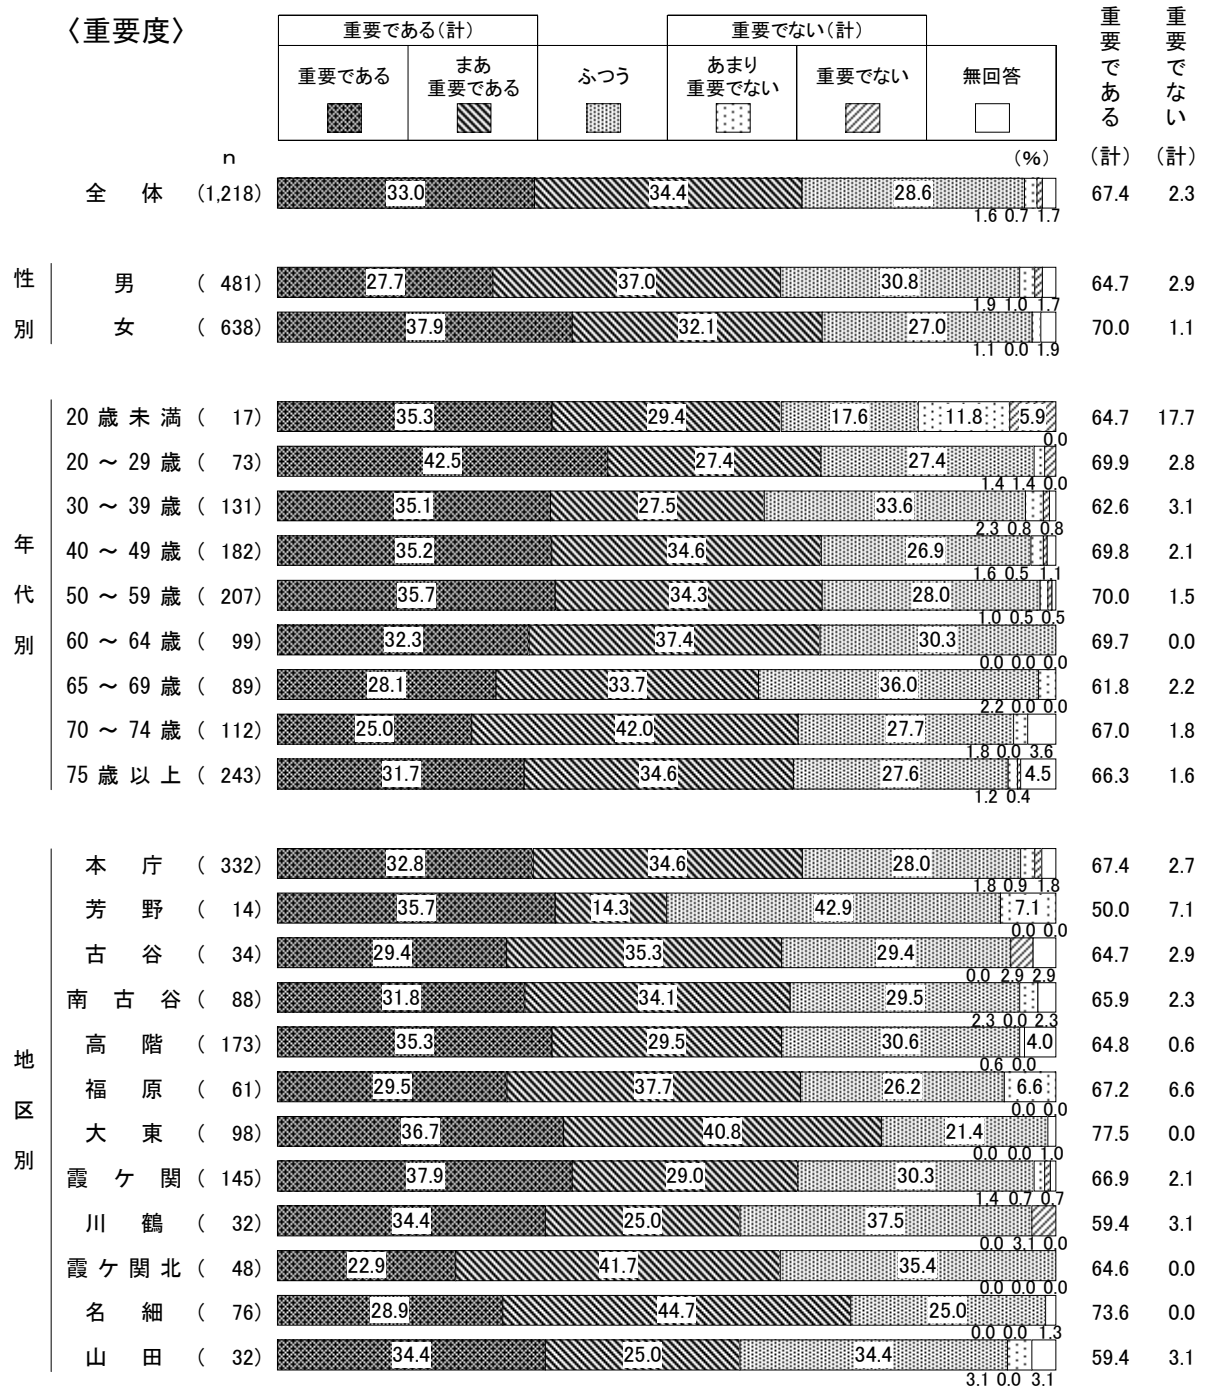 〈重要度〉
重要である(計) 重要でない(計)
重要である まあ重要である ふつう あまり重要でない 重要でない 無回答 重要である(計) 重要でない(計)
n (%)
全体 (1,218) 33.0 34.4 28.6 1.6 0.7 1.7 67.4 2.3
性別
男 (481) 27.7 37.0 30.8 1.9 1.0 1.7 64.7 2.9
女 (638) 37.9 32.1 27.0 1.1 0.0 1.9 70.0 1.1
年代別
20歳未満 (17) 35.3 29.4 17.6 11.8 5.9 0.0 64.7 17.7
20～29歳 (73) 42.5 27.4 27.4 1.4 1.4 0.0 69.9 2.8
30～39歳 (131) 35.1 27.5 33.6 2.3 0.8 0.8 62.6 3.1
40～49歳 (182) 35.2 34.6 26.9 1.6 0.5 1.1 69.8 2.1
50～59歳 (207) 35.7 34.3 28.0 1.0 0.5 0.5 70.0 1.5
60～64歳 (99) 32.3 37.4 30.3 0.0 0.0 0.0 69.7 0.0
65～69歳 (89) 28.1 33.7 36.0 2.2 0.0 0.0 61.8 2.2
70～74歳 (112) 25.0 42.0 27.7 1.8 0.0 3.6 67.0 1.8
75歳以上 (243) 31.7 34.6 27.6 1.2 0.4 4.5 66.3 1.6
地区別
本庁 (332) 32.8 34.6 28.0 1.8 0.9 1.8 67.4 2.7
芳野 (14) 35.7 14.3 42.9 7.1 0.0 0.0 50.0 7.1
古谷 (34) 29.4 35.3 29.4 0.0 2.9 2.9 64.7 2.9
南古谷 (88) 31.8 34.1 29.5 2.3 0.0 2.3 65.9 2.3
高階 (173) 35.3 29.5 30.6 0.6 0.0 4.0 64.8 0.6
福原 (61) 29.5 37.7 26.2 6.6 0.0 0.0 67.2 6.6
大東 (98) 36.7 40.8 21.4 0.0 0.0 1.0 77.5 0.0
霞ケ関 (145) 37.9 29.0 30.3 1.4 0.7 0.7 66.9 2.1
川鶴 (32) 34.4 25.0 37.5 0.0 3.1 0.0 59.4 3.1
霞ケ関北 (48) 22.9 41.7 35.4 0.0 0.0 0.0 64.6 0.0
名細 (76) 28.9 44.7 25.0 0.0 0.0 1.3 73.6 0.0
山田 (32) 34.4 25.0 34.4 3.1 0.0 3.1 59.4 3.1